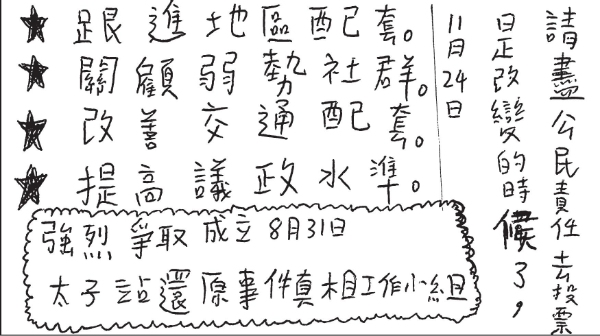 請盡公民責任去投票
是改變的時候了，
11月24日
★ 跟進地區配套。
★ 關顧弱勢社群。
★ 改善交通配套。
★ 提高議政水準。
強烈爭取成立8月31日
太子站還原事件真相工作小組